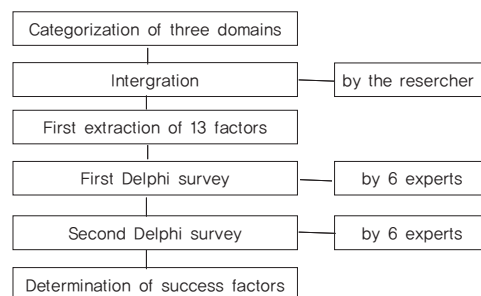 Categorization of three domains
Intergration
by the resercher
First extraction of 13 factors
First Delphi survey
by 6 experts
Second Delphi survey
by 6 experts
Determination of success factors